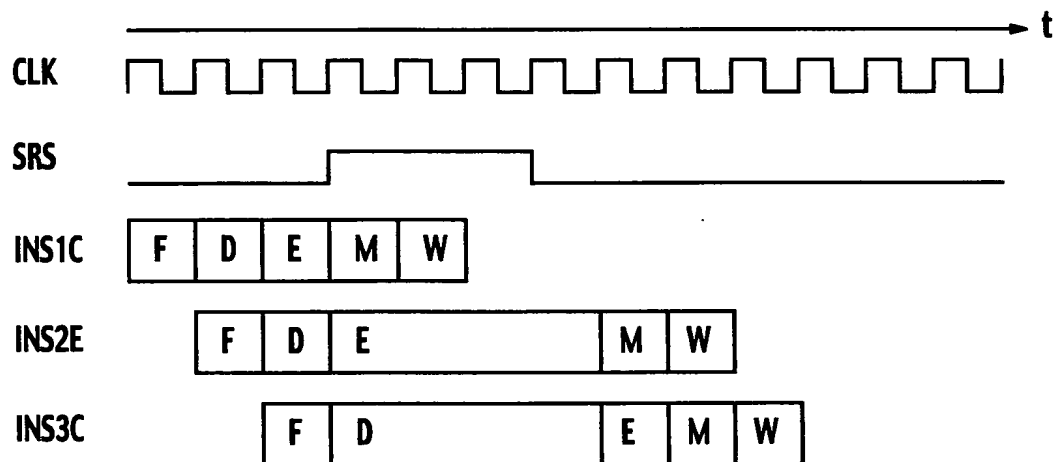 t
CLK
SRS
INS1C F D E M W
INS2E F D E M W
INS3C F D E M W